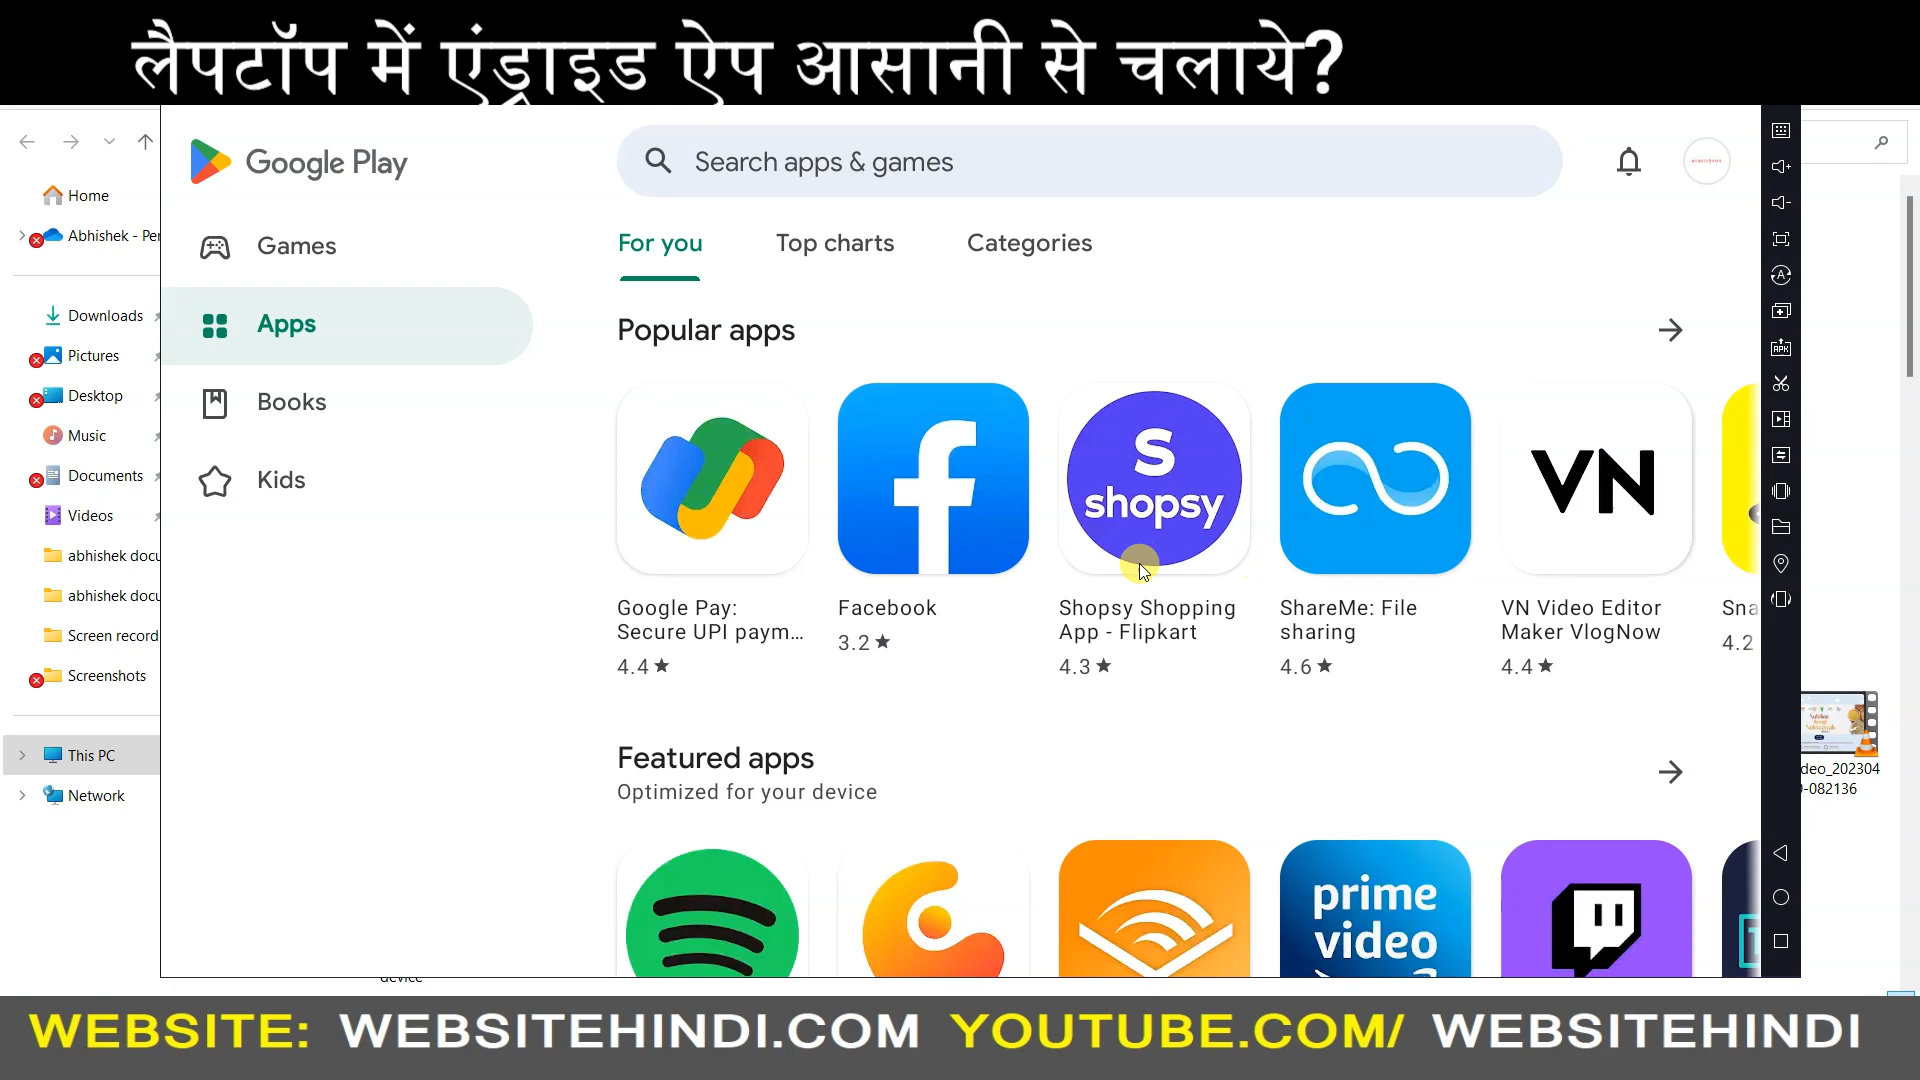 लैपटॉप में एंड्राइड ऐप आसानी से चलाये?
Home
Abhishek - Per
Downloads
Pictures
Desktop
Music
Documents
Videos
abhishek docu
abhishek docu
Screen record
Screenshots
This PC
Network
Google Play
Search apps & games
Games
Apps
Books
Kids
For you
Top charts
Categories
Popular apps
S
shopsy
VN
Google Pay:
Secure UPI paym...
4.4 ★
Facebook
3.2 ★
Shopsy Shopping
App - Flipkart
4.3 ★
ShareMe: File
sharing
4.6 ★
VN Video Editor
Maker VlogNow
4.4 ★
Sna
4.2
Featured apps
Optimized for your device
prime
video
device
A
APK
deo_202304
-082136
WEBSITE: WEBSITEHINDI.COM YOUTUBE.COM/ WEBSITEHINDI